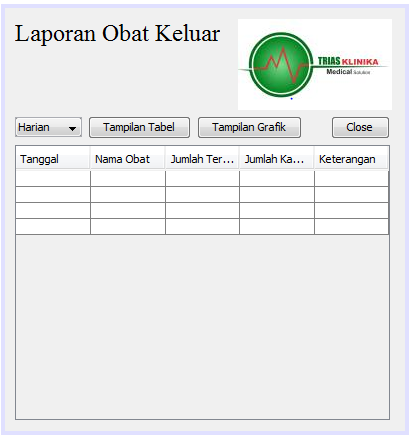 Laporan Obat Keluar
TRIAS KLINIKA
Medical Solution
Harian Tampilan Tabel Tampilan Grafik Close
Tanggal Nama Obat Jumlah Ter... Jumlah Ka... Keterangan